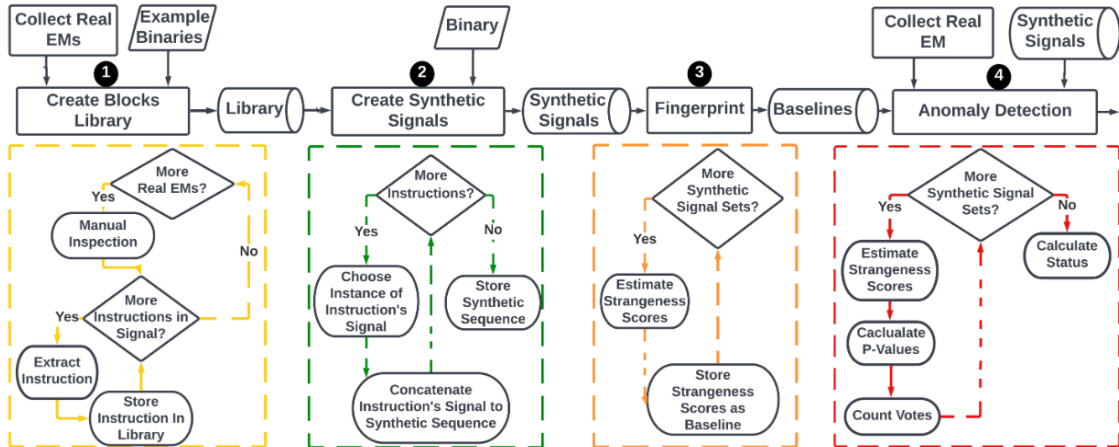 Collect Real
EMs
Example
Binaries
1
Create Blocks
Library
Library
Binary
2
Create Synthetic
Signals
Synthetic
Signals
3
Fingerprint
Baselines
Collect Real
EM
Synthetic
Signals
4
Anomaly Detection
More
Real EMs?
Yes
Manual
Inspection
No
More
Instructions in
Signal?
Yes
Extract
Instruction
Store
Instruction In
Library
More
Instructions?
Yes
No
Choose
Instance of
Instruction's
Signal
Store
Synthetic
Sequence
Concatenate
Instruction's Signal to
Synthetic Sequence
More
Synthetic
Signal Sets?
Yes
Estimate
Strangeness
Scores
Store
Strangeness
Scores as
Baseline
More
Synthetic Signal
Sets?
Yes
No
Estimate
Strangeness
Scores
Calculate
Status
Caclualate
P-Values
Count Votes